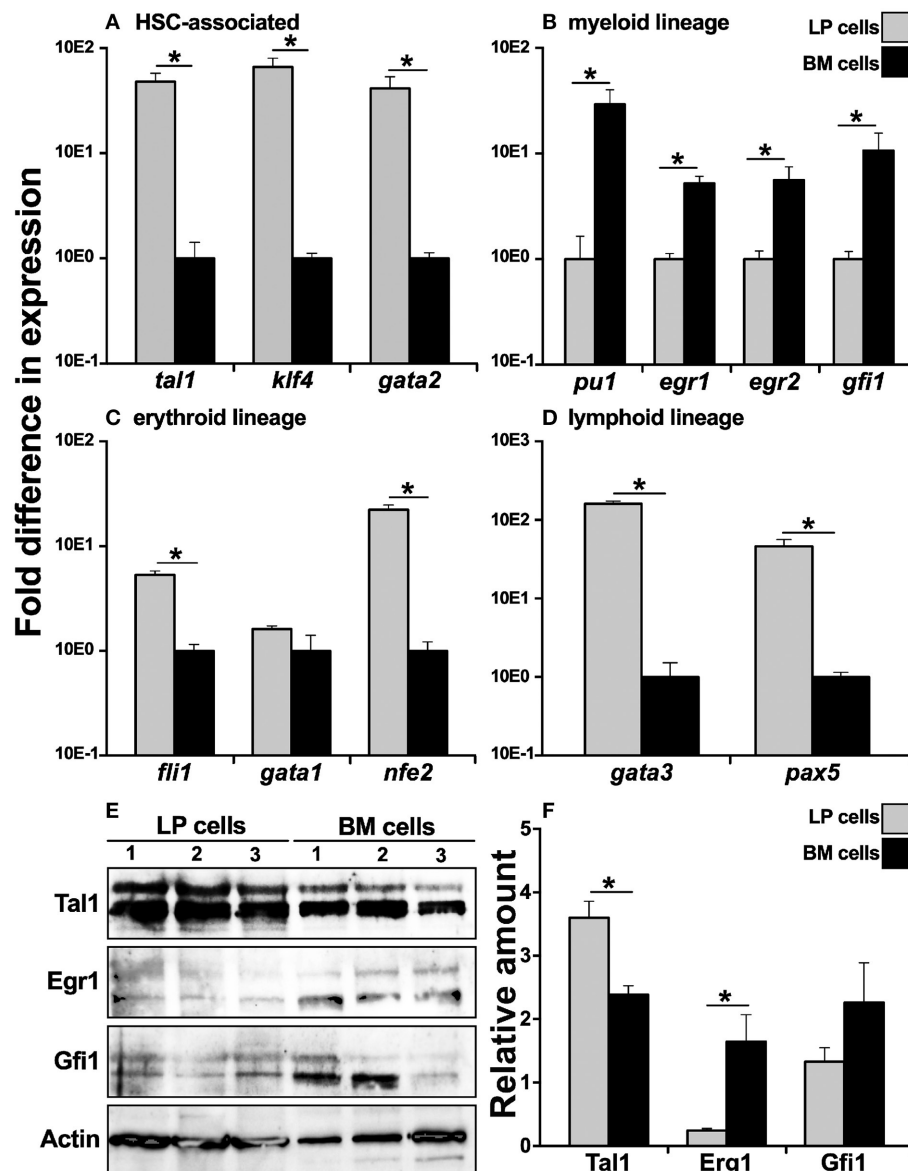 Fold difference in expression
A HSC-associated
10E2
10E1
10E0
10E-1
* * *
tal1 klf4 gata2
B myeloid lineage
LP cells
BM cells
10E2
10E1
10E0
10E-1
* * * *
pu1 egr1 egr2 gfi1
C erythroid lineage
10E2
10E1
10E0
10E-1
* *
fli1 gata1 nfe2
D lymphoid lineage
10E3
10E2
10E1
10E0
10E-1
* *
gata3 pax5
E
LP cells BM cells
1 2 3 1 2 3
Tal1
Egr1
Gfi1
Actin
F
LP cells
BM cells
Relative amount
5
4
3
2
1
0
* *
Tal1 Erg1 Gfi1